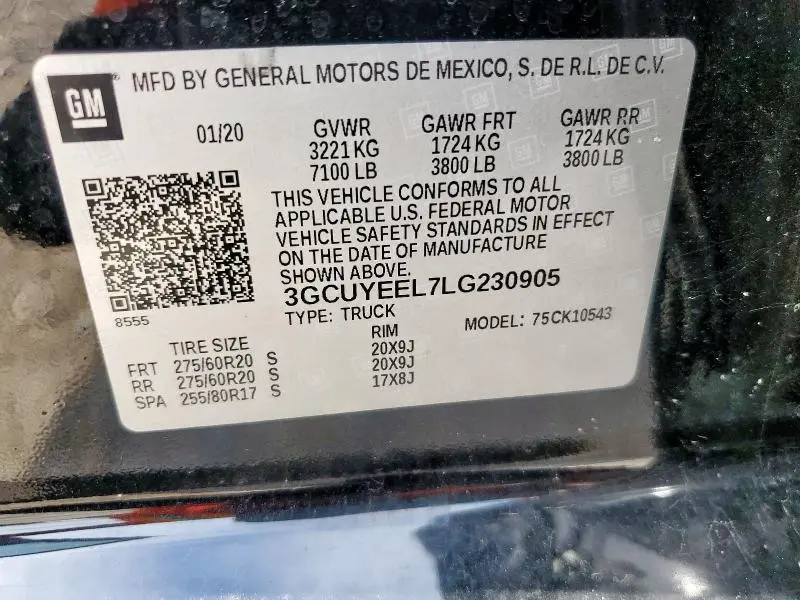 GM
MFD BY GENERAL MOTORS DE MEXICO, S. DE R.L. DE C.V.
01/20 GVWR GAWR FRT GAWR RR
3221 KG 1724 KG 1724 KG
7100 LB 3800 LB 3800 LB
THIS VEHICLE CONFORMS TO ALL
APPLICABLE U.S. FEDERAL MOTOR
VEHICLE SAFETY STANDARDS IN EFFECT
ON THE DATE OF MANUFACTURE
SHOWN ABOVE.
3GCUYEEL7LG230905
8555
TYPE: TRUCK MODEL: 75CK10543
TIRE SIZE RIM
FRT 275/60R20 S 20X9J
RR 275/60R20 S 20X9J
SPA 255/80R17 S 17X8J